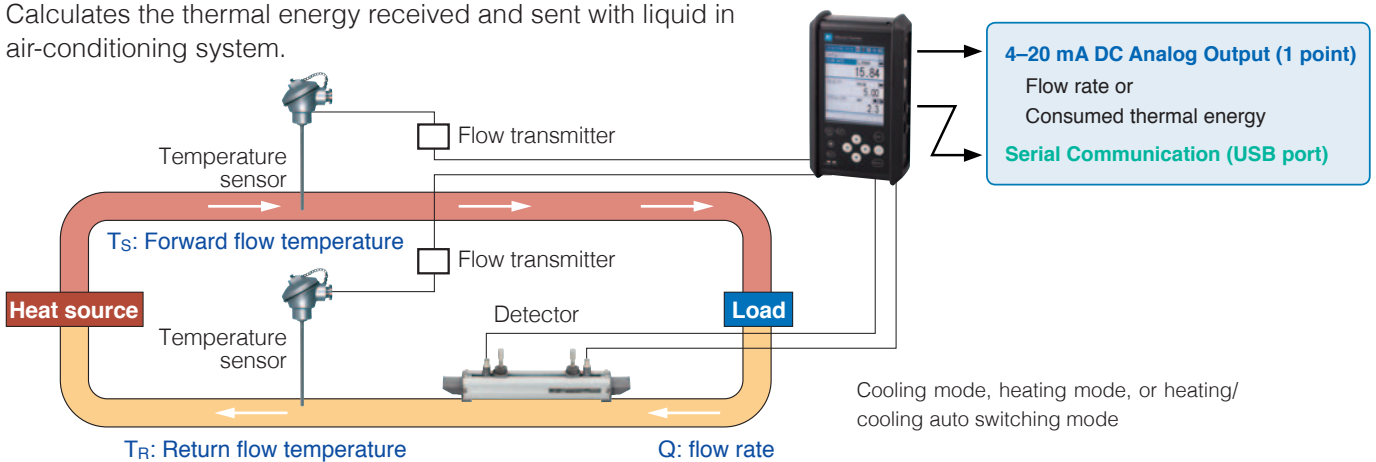 Calculates the thermal energy received and sent with liquid in
air-conditioning system.
4–20 mA DC Analog Output (1 point)
Flow rate or
Consumed thermal energy
Serial Communication (USB port)
15.84
5.00
2.3
Flow transmitter
Temperature
sensor
TS: Forward flow temperature
Flow transmitter
Heat source
Load
Detector
Temperature
sensor
Cooling mode, heating mode, or heating/
cooling auto switching mode
TR: Return flow temperature
Q: flow rate